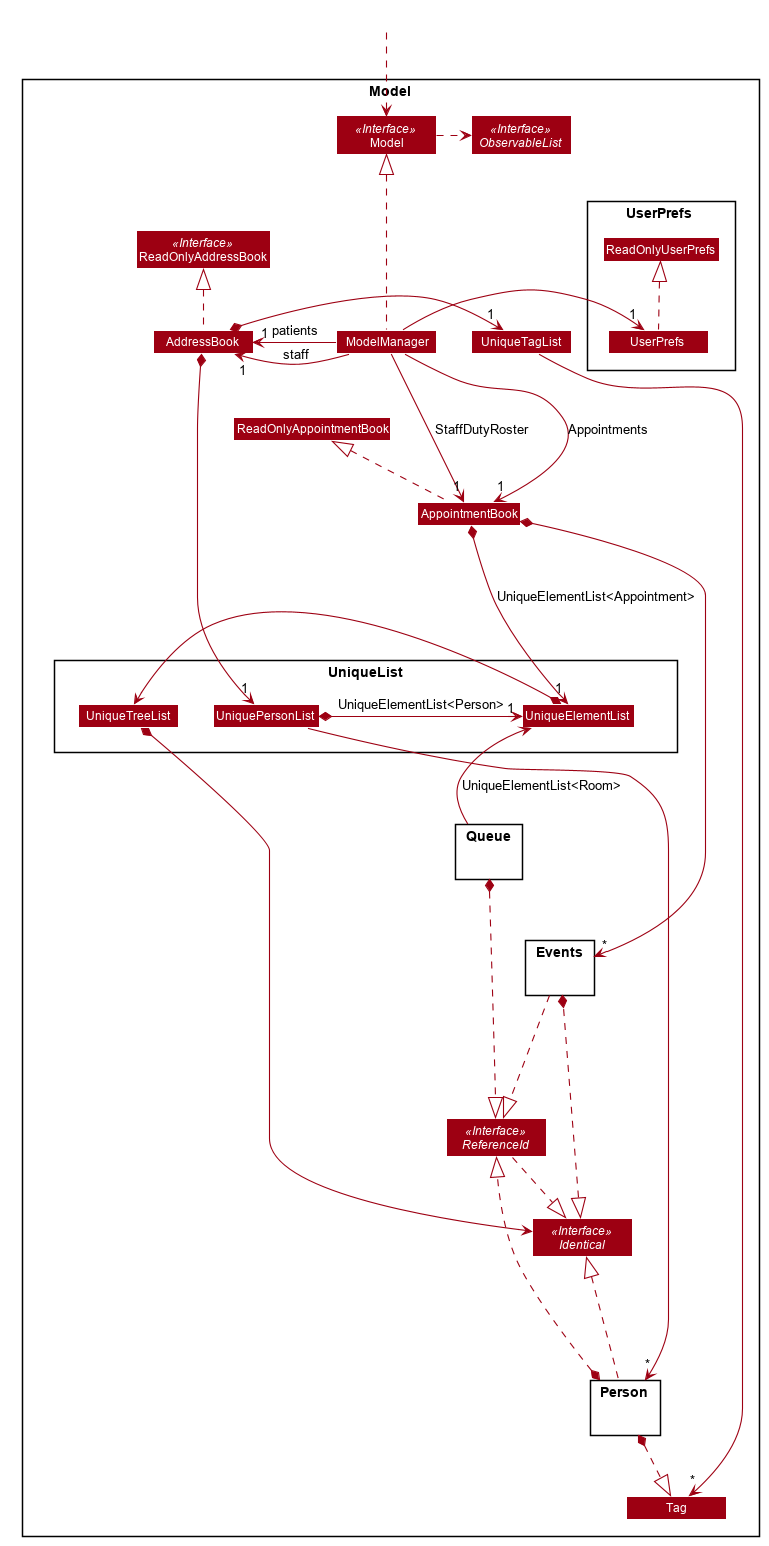 Model
«Interface»
Model
«Interface»
ObservableList
UserPrefs
«Interface»
ReadOnlyAddressBook
ReadOnlyUserPrefs
1
1
1
patients
AddressBook
ModelManager
UniqueTagList
UserPrefs
staff
1
ReadOnlyAppointmentBook
StaffDutyRoster
Appointments
1
1
AppointmentBook
UniqueElementList<Appointment>
UniqueList
1
1
UniqueElementList<Person>
1
UniqueTreeList
UniquePersonList
UniqueElementList
UniqueElementList<Room>
Queue
*
Events
«Interface»
ReferenceId
«Interface»
Identical
*
Person
*
Tag